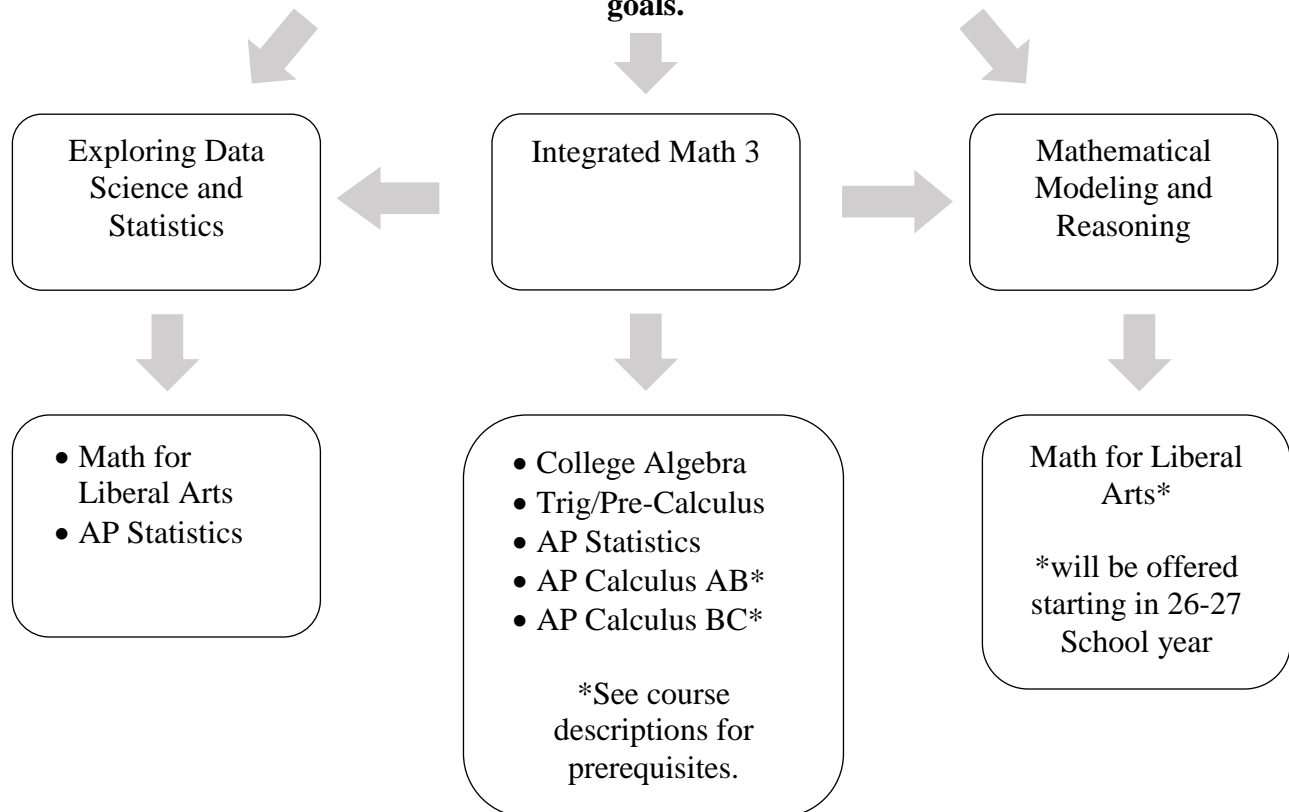 goals.
Exploring Data
Science and
Statistics
Integrated Math 3
Mathematical
Modeling and
Reasoning
• Math for
Liberal Arts
• AP Statistics
• College Algebra
• Trig/Pre-Calculus
• AP Statistics
• AP Calculus AB*
• AP Calculus BC*
*See course
descriptions for
prerequisites.
Math for Liberal
Arts*
*will be offered
starting in 26-27
School year